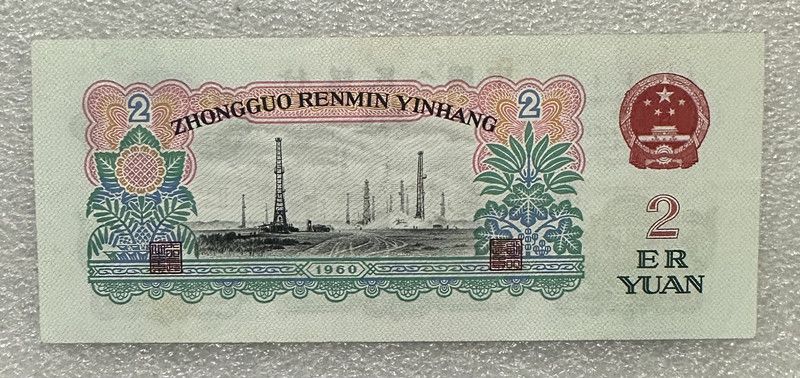 2 2
ZHONGGUO RENMIN YINHANG
2
ER
YUAN
1960